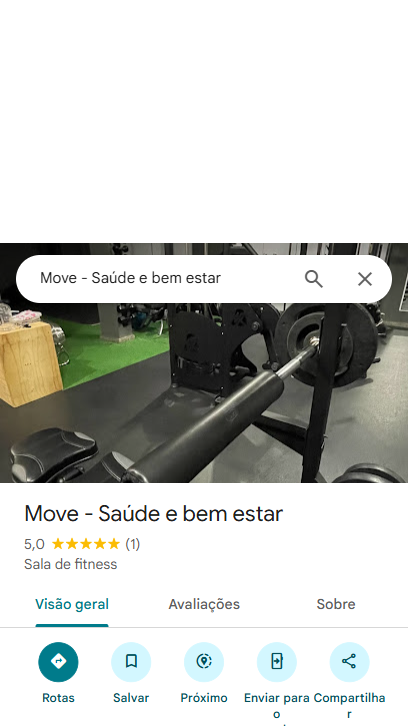 Move - Saúde e bem estar
Move - Saúde e bem estar
5,0 (1)
Sala de fitness
Visão geral Avaliações Sobre
Rotas Salvar Próximo Enviar para o Compartilhar